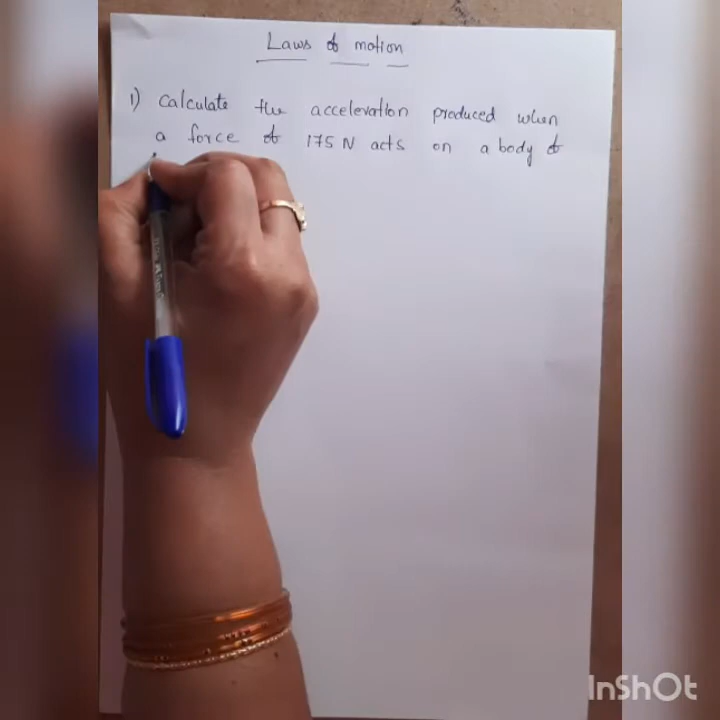 Laws of motion
1) Calculate the acceleration produced when
a force of 175 N acts on a body of
InShOt